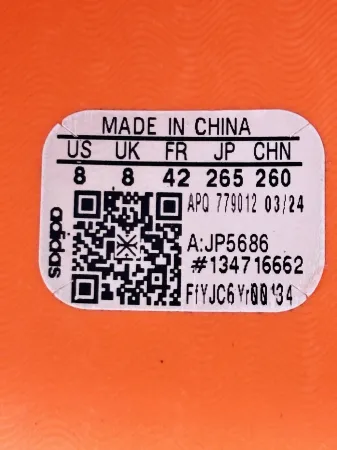 MADE IN CHINA
US UK FR JP CHN
8 8 42 265 260
APQ 779012 03/24
A:JP5686
#134716662
adidas